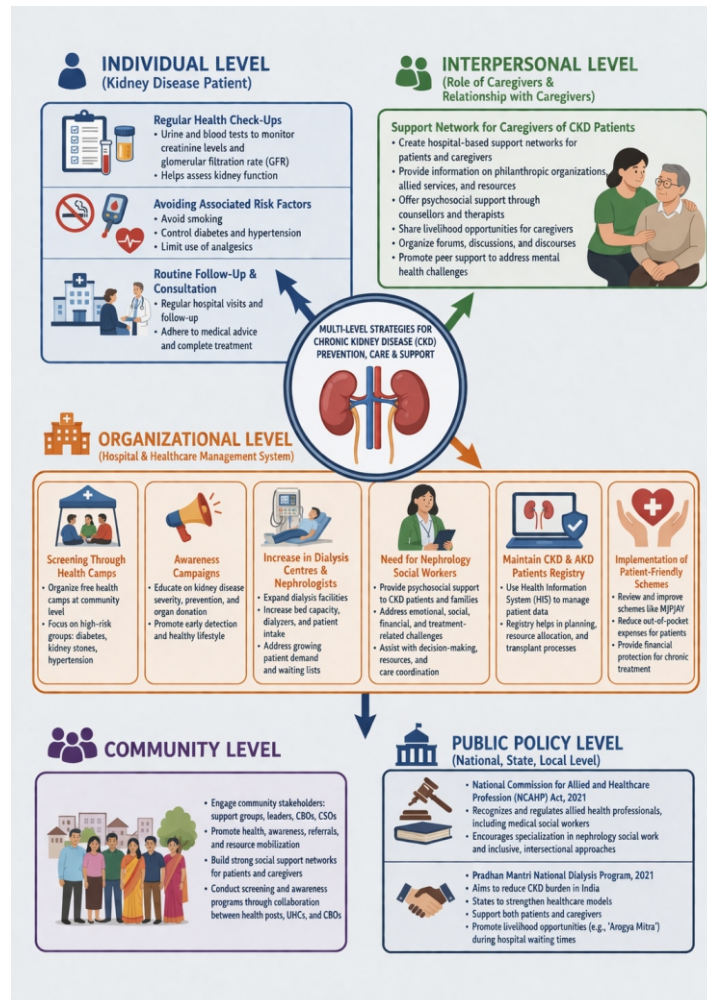 INDIVIDUAL LEVEL
(Kidney Disease Patient)
Regular Health Check-Ups
• Urine and blood tests to monitor
creatinine levels and
glomerular filtration rate (GFR)
• Helps assess kidney function
Avoiding Associated Risk Factors
• Avoid smoking
• Control diabetes and hypertension
• Limit use of analgesics
Routine Follow-Up &
Consultation
• Regular hospital visits and
follow-up
• Adhere to medical advice
and complete treatment
INTERPERSONAL LEVEL
(Role of Caregivers &
Relationship with Caregivers)
Support Network for Caregivers of CKD Patients
• Create hospital-based support networks for
patients and caregivers
• Provide information on philanthropic organizations,
allied services, and resources
• Offer psychosocial support through
counsellors and therapists
• Share livelihood opportunities for caregivers
• Organize forums, discussions, and discourses
• Promote peer support to address mental
health challenges
MULTI-LEVEL STRATEGIES FOR
CHRONIC KIDNEY DISEASE (CKD)
PREVENTION, CARE & SUPPORT
ORGANIZATIONAL LEVEL
(Hospital & Healthcare Management System)
Screening Through
Health Camps
• Organize free health
camps at community
level
• Focus on high-risk
groups: diabetes,
kidney stones,
hypertension
Awareness
Campaigns
• Educate on kidney disease
severity, prevention, and
organ donation
• Promote early detection
and healthy lifestyle
Increase in Dialysis
Centres &
Nephrologists
• Expand dialysis facilities
• Increase bed capacity,
dialyzers, and patient
intake
• Address growing
patient demand
and waiting lists
Need for Nephrology
Social Workers
• Provide psychosocial support
to CKD patients and families
• Address emotional, social,
financial, and treatment-
related challenges
• Assist with decision-making,
resources, and
care coordination
Maintain CKD & AKD
Patients Registry
• Use Health Information
System (HIS) to manage
patient data
• Registry helps in planning,
resource allocation, and
transplant processes
Implementation of
Patient-Friendly
Schemes
• Review and improve
schemes like MPJAY
• Reduce out-of-pocket
expenses for patients
• Provide financial
protection for chronic
treatment
COMMUNITY LEVEL
• Engage community stakeholders:
support groups, leaders, CBOs, CSOs
• Promote health, awareness, referrals,
and resource mobilization
• Build strong social support networks
for patients and caregivers
• Conduct screening and awareness
programs through collaboration
between health posts, UHCs, and CBOs
PUBLIC POLICY LEVEL
(National, State, Local Level)
• National Commission for Allied and Healthcare
Profession (NCAHP) Act, 2021
• Recognizes and regulates allied health professionals,
including medical social workers
• Encourages specialization in nephrology social work
and inclusive, intersectional approaches
• Pradhan Mantri National Dialysis Program, 2021
• Aims to reduce CKD burden in India
• States to strengthen healthcare models
• Support both patients and caregivers
• Promote livelihood opportunities (e.g., 'Arogya Mitra')
during hospital waiting times